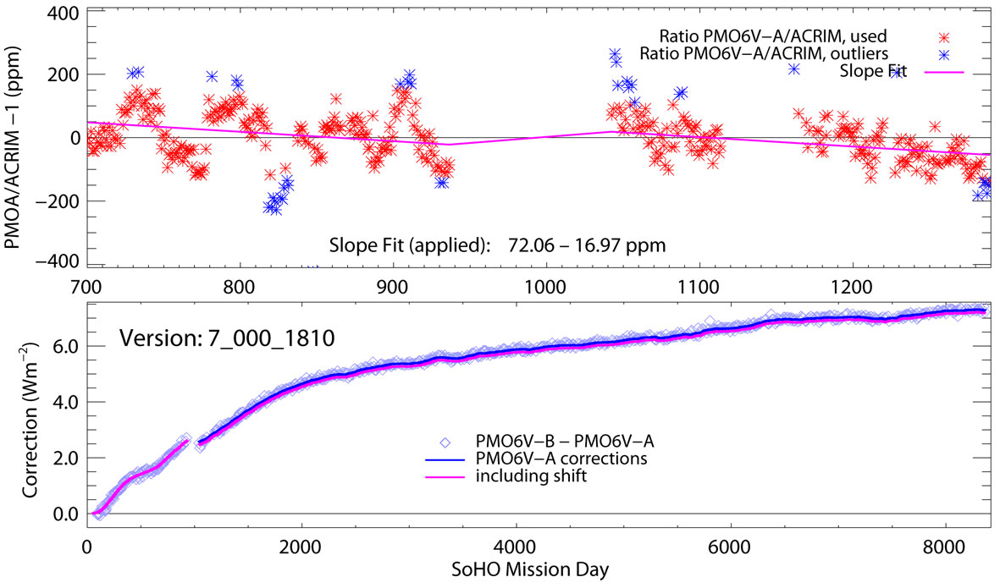 400
200
0
−200
−400
PMOA/ACRIM −1 (ppm)
Ratio PMO6V−A/ACRIM, used
Ratio PMO6V−A/ACRIM, outliers
Slope Fit
Slope Fit (applied): 72.06 – 16.97 ppm
700 800 900 1000 1100 1200
Version: 7_000_1810
6.0
4.0
2.0
0.0
Correction (Wm−2)
PMO6V−B − PMO6V−A
PMO6V−A corrections
including shift
0 2000 4000 6000 8000
SoHO Mission Day